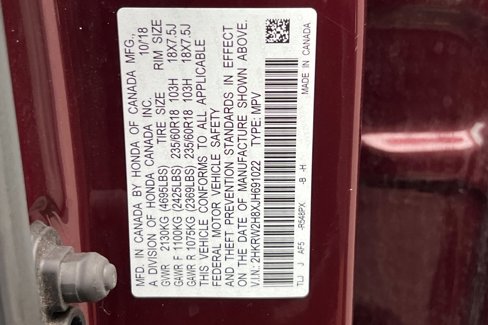 MFD. IN CANADA BY HONDA OF CANADA MFG.,
A DIVISION OF HONDA CANADA INC. 10/18
TIRE SIZE RIM SIZE
GVWR 2130KG (4695LBS)
GAWR F 1100KG (2425LBS) 235/60R18 103H 18X7.5J
GAWR R 1075KG (2369LBS) 235/60R18 103H 18X7.5J
THIS VEHICLE CONFORMS TO ALL APPLICABLE
FEDERAL MOTOR VEHICLE SAFETY
AND THEFT PREVENTION STANDARDS IN EFFECT
ON THE DATE OF MANUFACTURE SHOWN ABOVE.
V.I.N: 2HKRW2H8XJH691022 TYPE: MPV
TLJ J AF5 -R548PX -B -H MADE IN CANADA